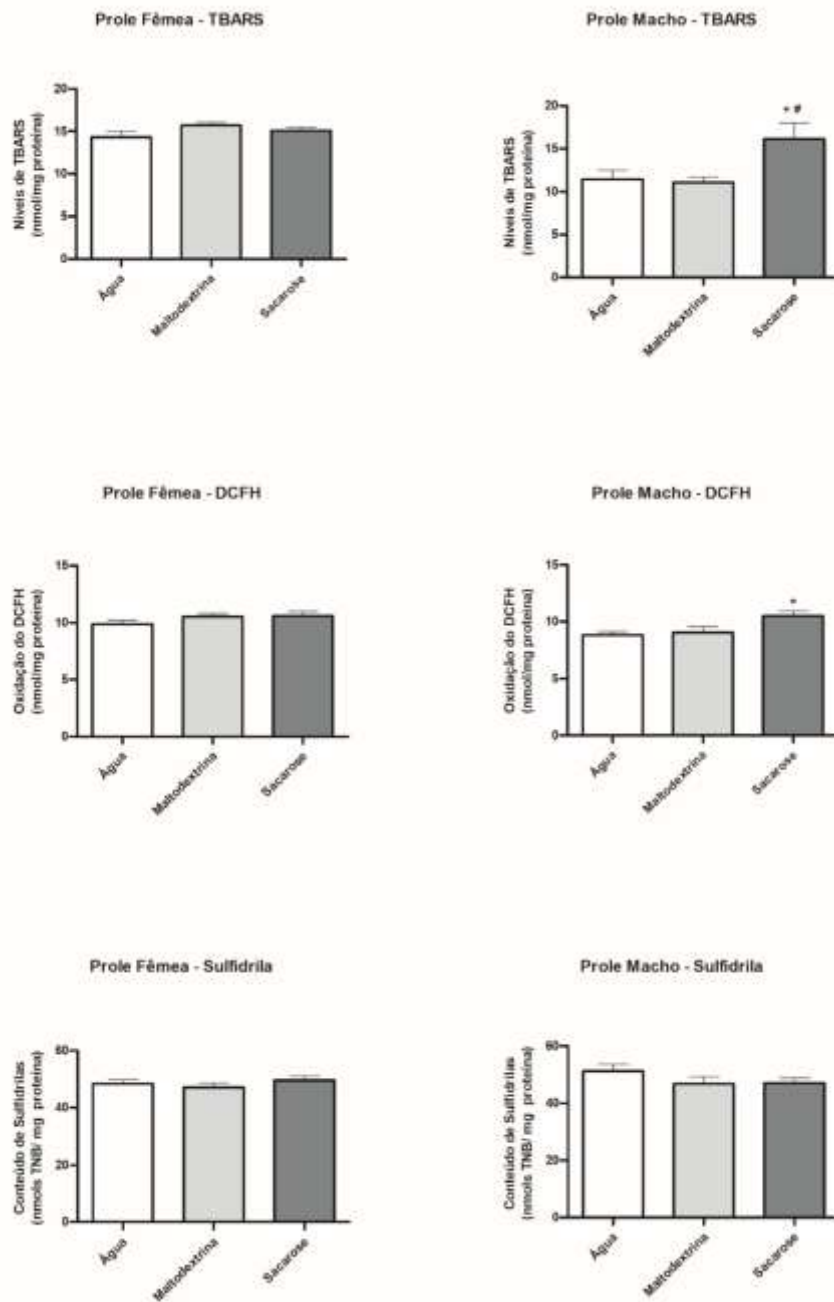 Prole Fêmea - TBARS
Níveis de TBARS
(nmol/mg proteína)
20
15
10
5
0
Água
Maltodextrina
Sacarose
Prole Macho - TBARS
Níveis de TBARS
(nmol/mg proteína)
20
15
10
5
0
* #
Água
Maltodextrina
Sacarose
Prole Fêmea - DCFH
Oxidação do DCFH
(nmol/mg proteína)
15
10
5
0
Água
Maltodextrina
Sacarose
Prole Macho - DCFH
Oxidação do DCFH
(nmol/mg proteína)
15
10
5
0
*
Água
Maltodextrina
Sacarose
Prole Fêmea - Sulfidrila
Conteúdo de Sulfidrilas
(nmols TNB/ mg proteína)
60
40
20
0
Água
Maltodextrina
Sacarose
Prole Macho - Sulfidrila
Conteúdo de Sulfidrilas
(nmols TNB/ mg proteína)
60
40
20
0
Água
Maltodextrina
Sacarose